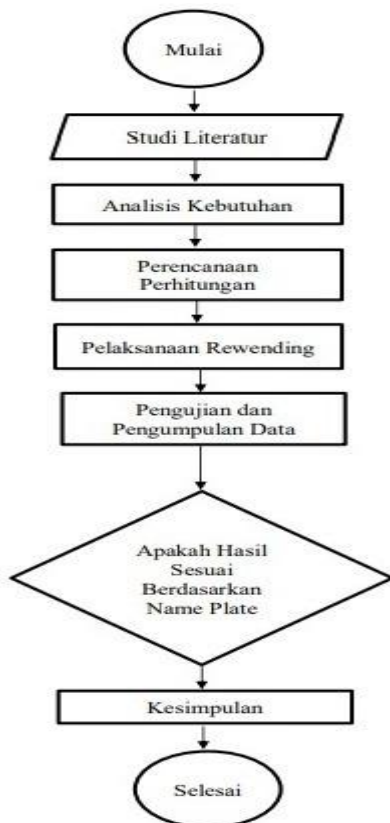 Mulai
Studi Literatur
Analisis Kebutuhan
Perencanaan
Perhitungan
Pelaksanaan Rewending
Pengujian dan
Pengumpulan Data
Apakah Hasil
Sesuai
Berdasarkan
Name Plate
Kesimpulan
Selesai